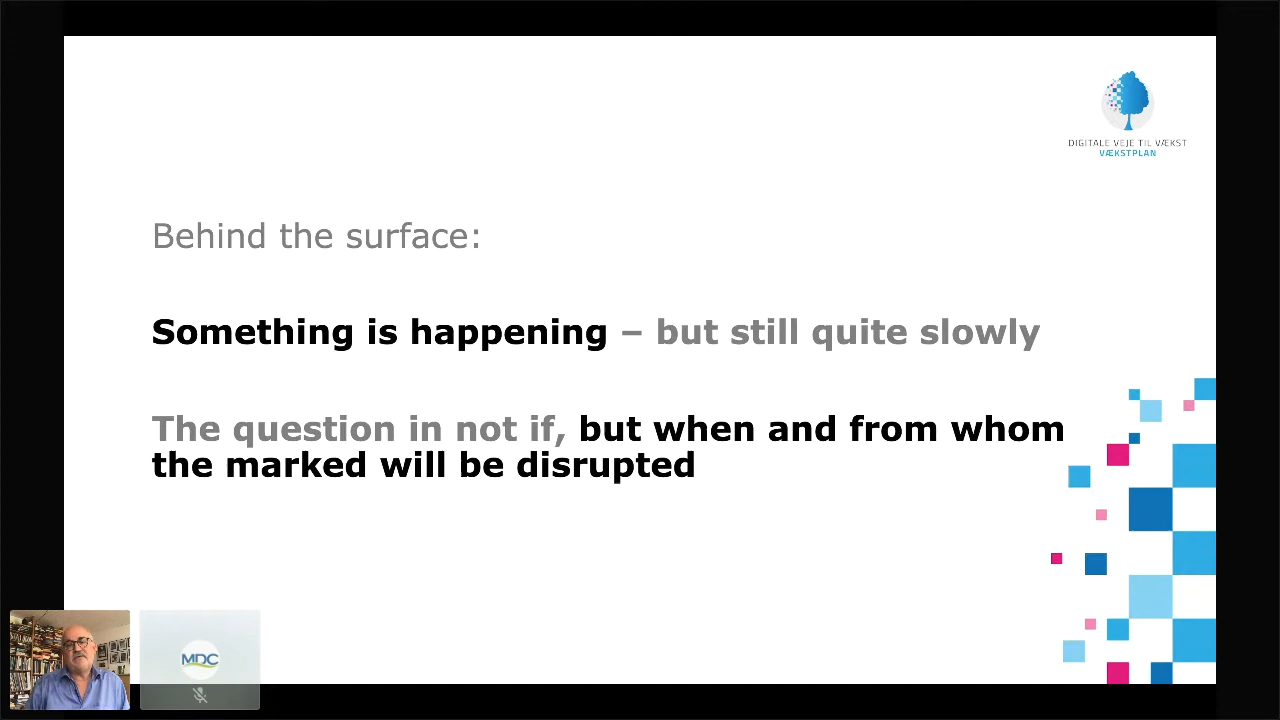 DIGITALE VEJE TIL VÆKST
VÆKSTPLAN
Behind the surface:
Something is happening – but still quite slowly
The question in not if, but when and from whom
the marked will be disrupted
MDC